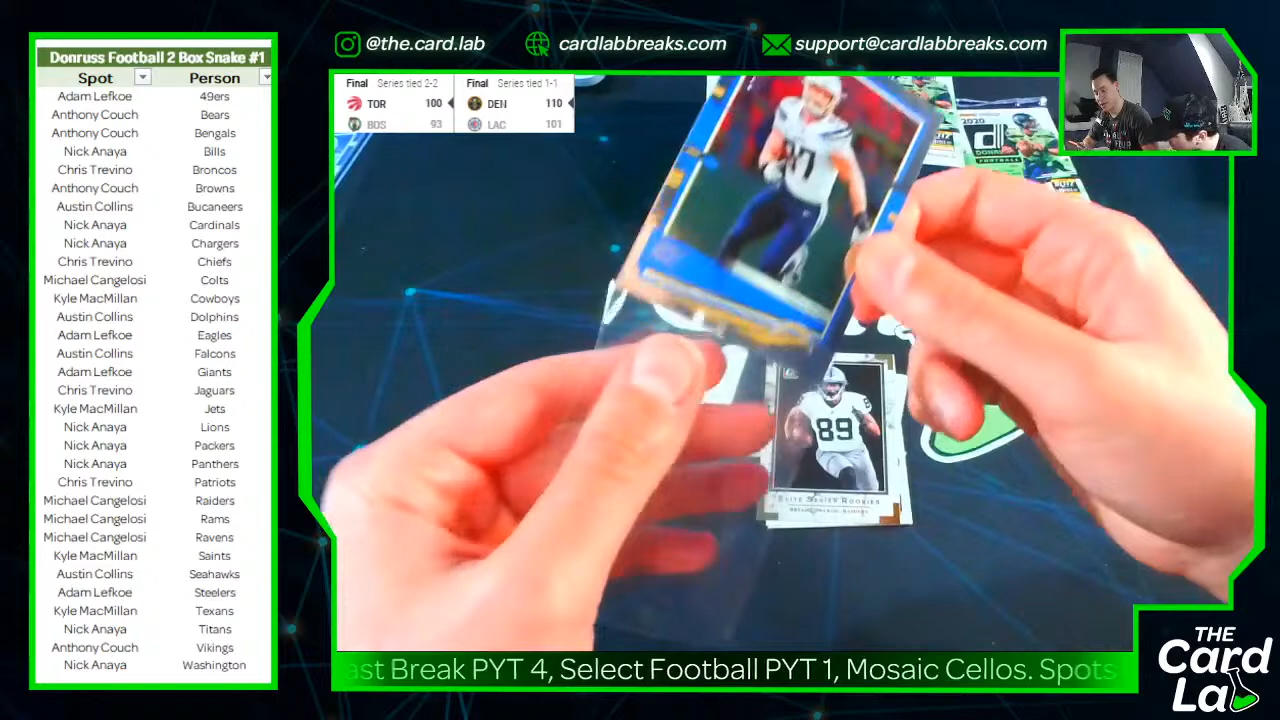 @the.card.lab
cardlabbreaks.com
support@cardlabbreaks.com
Donruss Football 2 Box Snake #1
Spot Person
Adam Lefkoe 49ers
Anthony Couch Bears
Anthony Couch Bengals
Nick Anaya Bills
Chris Trevino Broncos
Anthony Couch Browns
Austin Collins Bucaneers
Nick Anaya Cardinals
Nick Anaya Chargers
Chris Trevino Chiefs
Michael Cangelosi Colts
Kyle MacMillan Cowboys
Austin Collins Dolphins
Adam Lefkoe Eagles
Austin Collins Falcons
Adam Lefkoe Giants
Chris Trevino Jaguars
Kyle MacMillan Jets
Nick Anaya Lions
Nick Anaya Packers
Nick Anaya Panthers
Chris Trevino Patriots
Michael Cangelosi Raiders
Michael Cangelosi Rams
Michael Cangelosi Ravens
Kyle MacMillan Saints
Austin Collins Seahawks
Adam Lefkoe Steelers
Kyle MacMillan Texans
Nick Anaya Titans
Anthony Couch Vikings
Nick Anaya Washington
Final Series tied 2-2
TOR 100
BOS 93
Final Series tied 1-1
DEN 110
LAC 101
2020
FOOTBALL
89
Elite Series Rookies
ast Break PYT 4, Select Football PYT 1, Mosaic Cellos. Spots
THE
Card
La